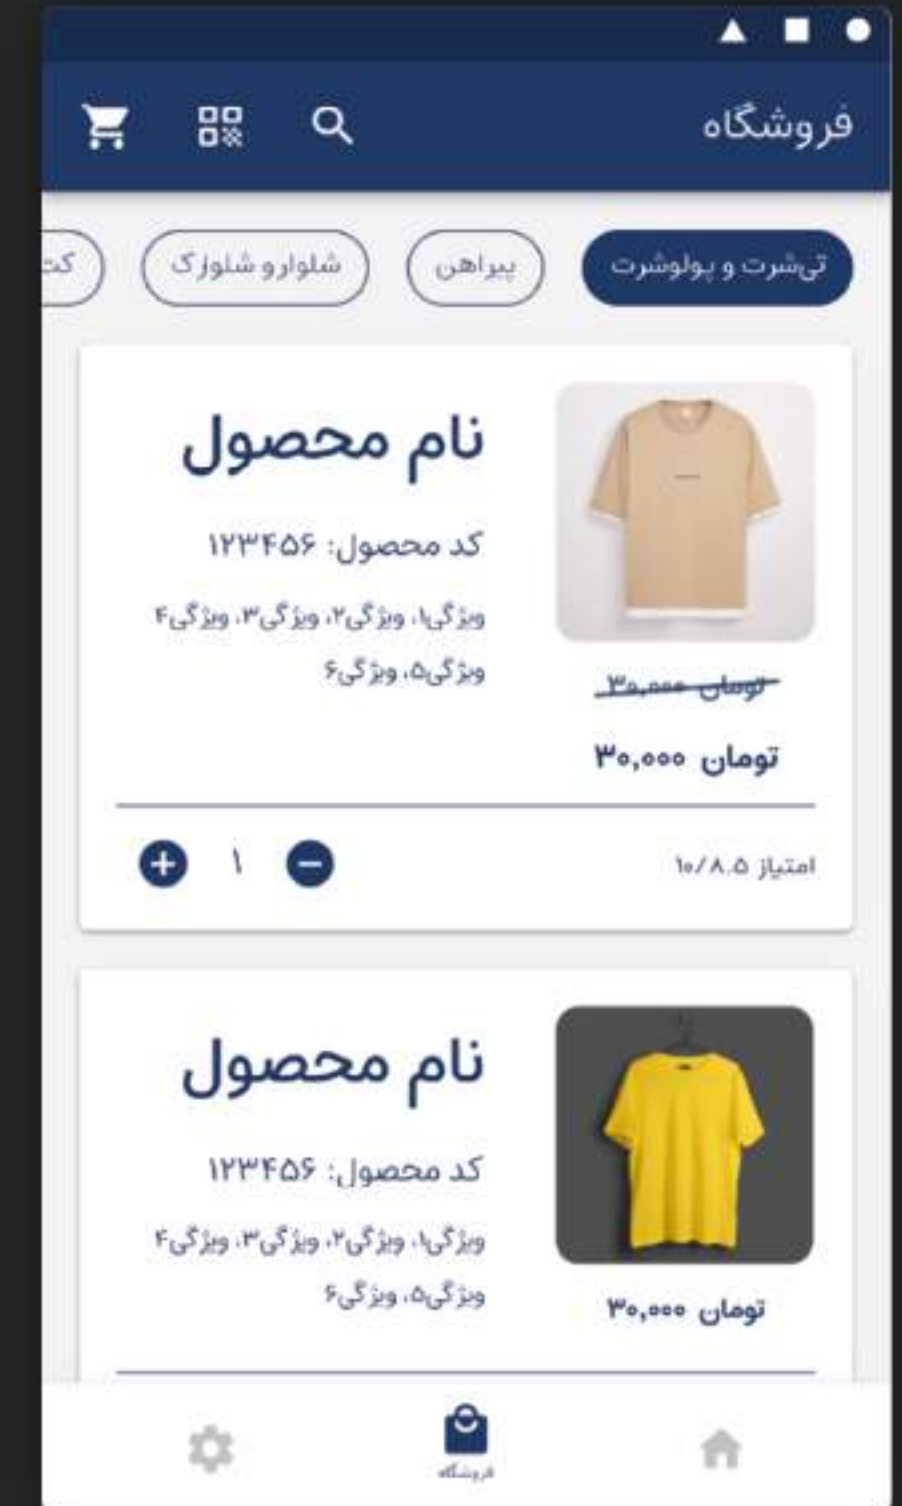 فروشگاه
تی‌شرت و پولوشرت
پیراهن
شلوار و شلوارک
کت
نام محصول
کد محصول: ۱۲۳۴۵۶
ویژگی۱، ویژگی۲، ویژگی۳، ویژگی۴
ویژگی۵، ویژگی۶
تومان ۳۰,۰۰۰
تومان ۳۰,۰۰۰
امتیاز ۱۰/۸.۵
۱
نام محصول
کد محصول: ۱۲۳۴۵۶
ویژگی۱، ویژگی۲، ویژگی۳، ویژگی۴
ویژگی۵، ویژگی۶
تومان ۳۰,۰۰۰
فروشگاه